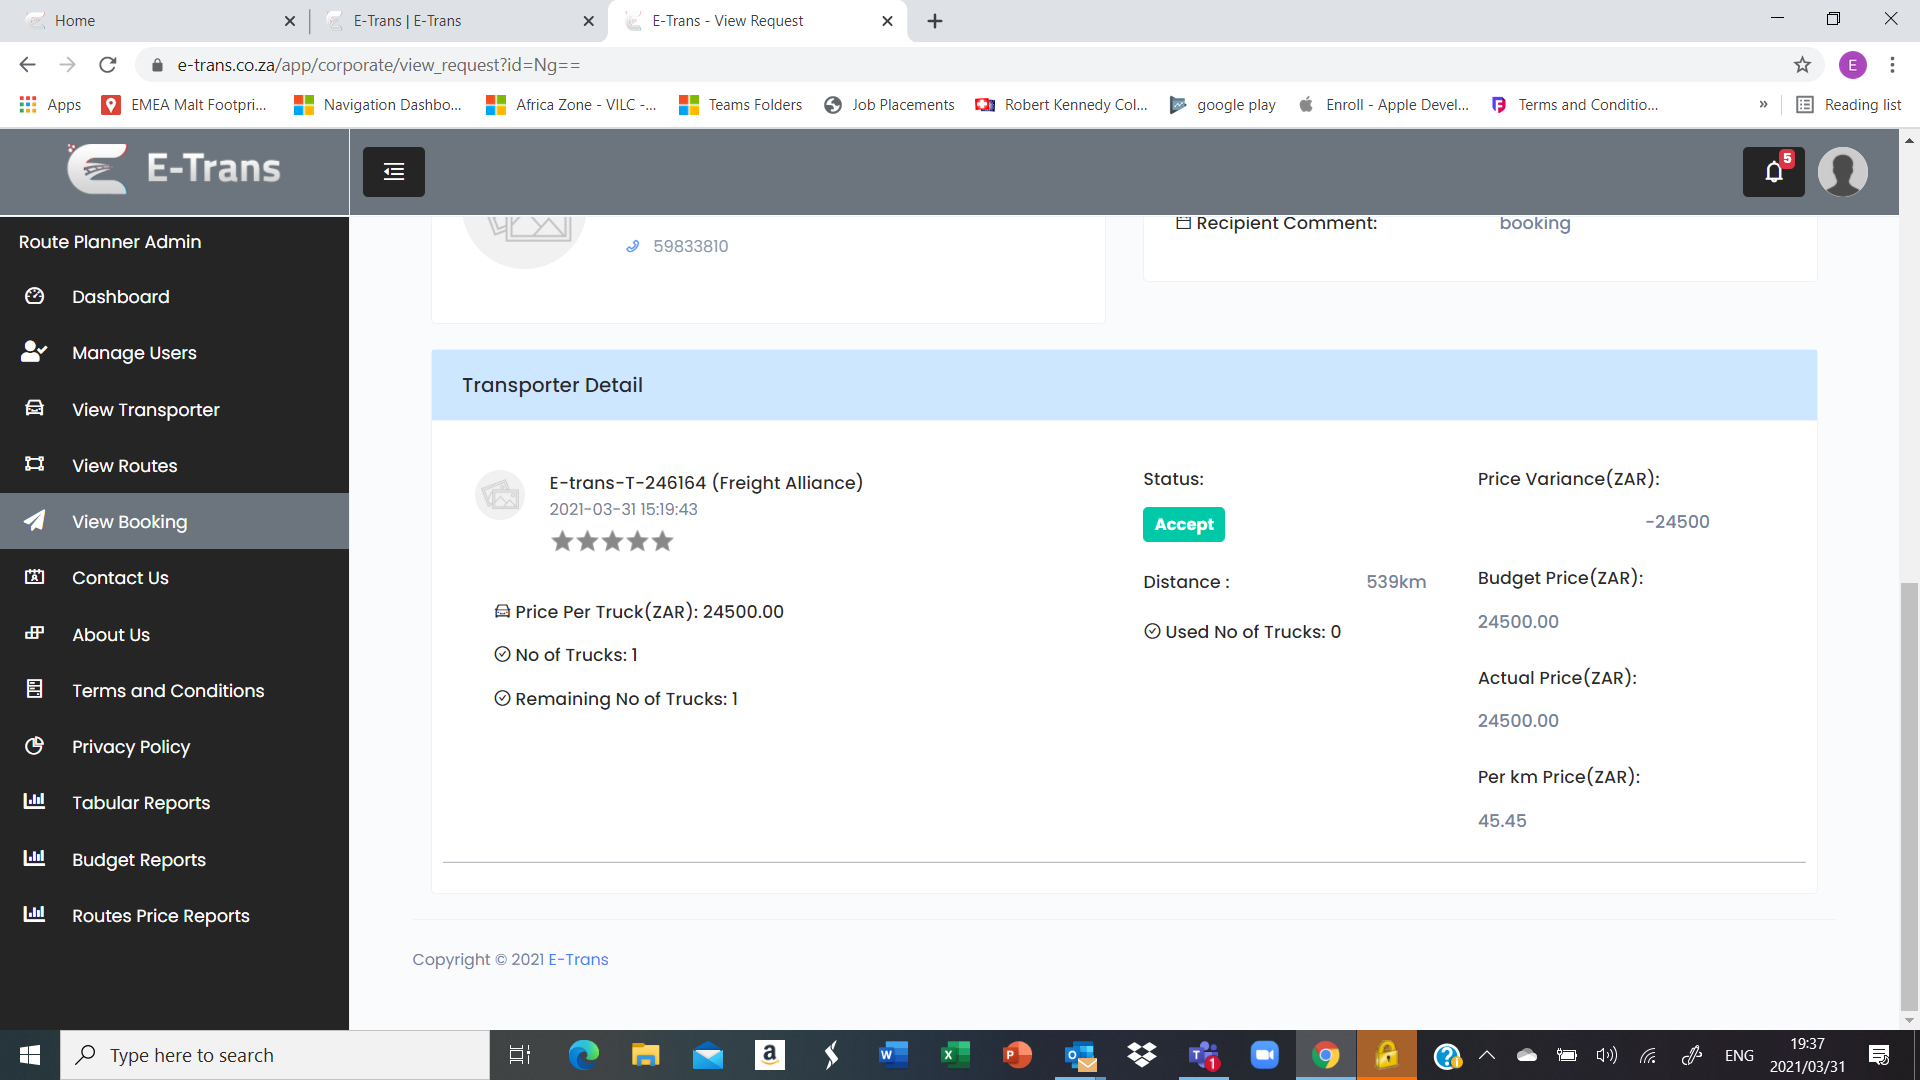 Home
E-Trans | E-Trans
E-Trans - View Request
e-trans.co.za/app/corporate/view_request?id=Ng==
E
Apps
EMEA Malt Footpri...
Navigation Dashbo...
Africa Zone - VILC -...
Teams Folders
Job Placements
Robert Kennedy Col...
google play
Enroll - Apple Devel...
Terms and Conditio...
»
Reading list
E-Trans
5
Route Planner Admin
Dashboard
Manage Users
View Transporter
View Routes
View Booking
Contact Us
About Us
Terms and Conditions
Privacy Policy
Tabular Reports
Budget Reports
Routes Price Reports
59833810
Recipient Comment:
booking
Transporter Detail
E-trans-T-246164 (Freight Alliance)
2021-03-31 15:19:43
Price Per Truck(ZAR): 24500.00
No of Trucks: 1
Remaining No of Trucks: 1
Status:
Accept
Distance :
539km
Used No of Trucks: 0
Price Variance(ZAR):
-24500
Budget Price(ZAR):
24500.00
Actual Price(ZAR):
24500.00
Per km Price(ZAR):
45.45
Copyright © 2021 E-Trans
Type here to search
ENG
19:37
2021/03/31